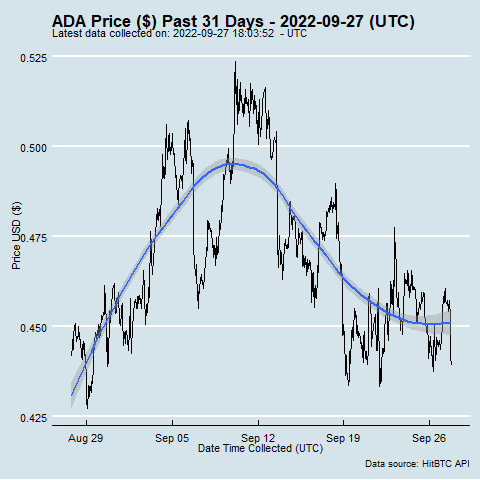 ADA Price ($) Past 31 Days - 2022-09-27 (UTC)
Latest data collected on: 2022-09-27 18:03:52 - UTC
0.525
0.500
0.475
0.450
0.425
Price USD ($)
Aug 29 Sep 05 Sep 12 Sep 19 Sep 26
Date Time Collected (UTC)
Data source: HitBTC API